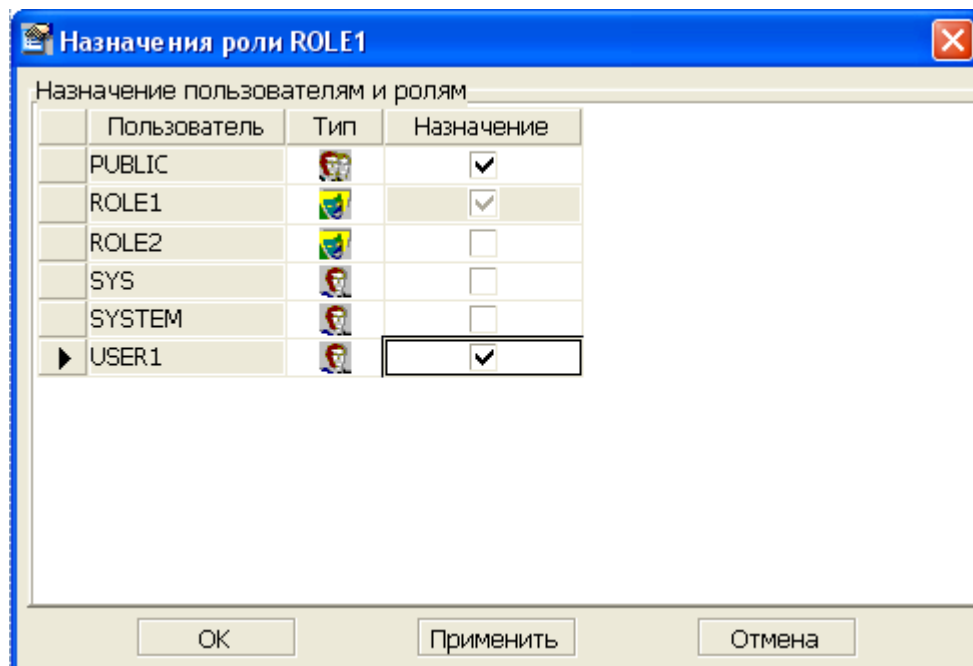 Назначения роли ROLE1
Назначение пользователям и ролям
Пользователь Тип Назначение
PUBLIC
ROLE1
ROLE2
SYS
SYSTEM
USER1
OK Применить Отмена